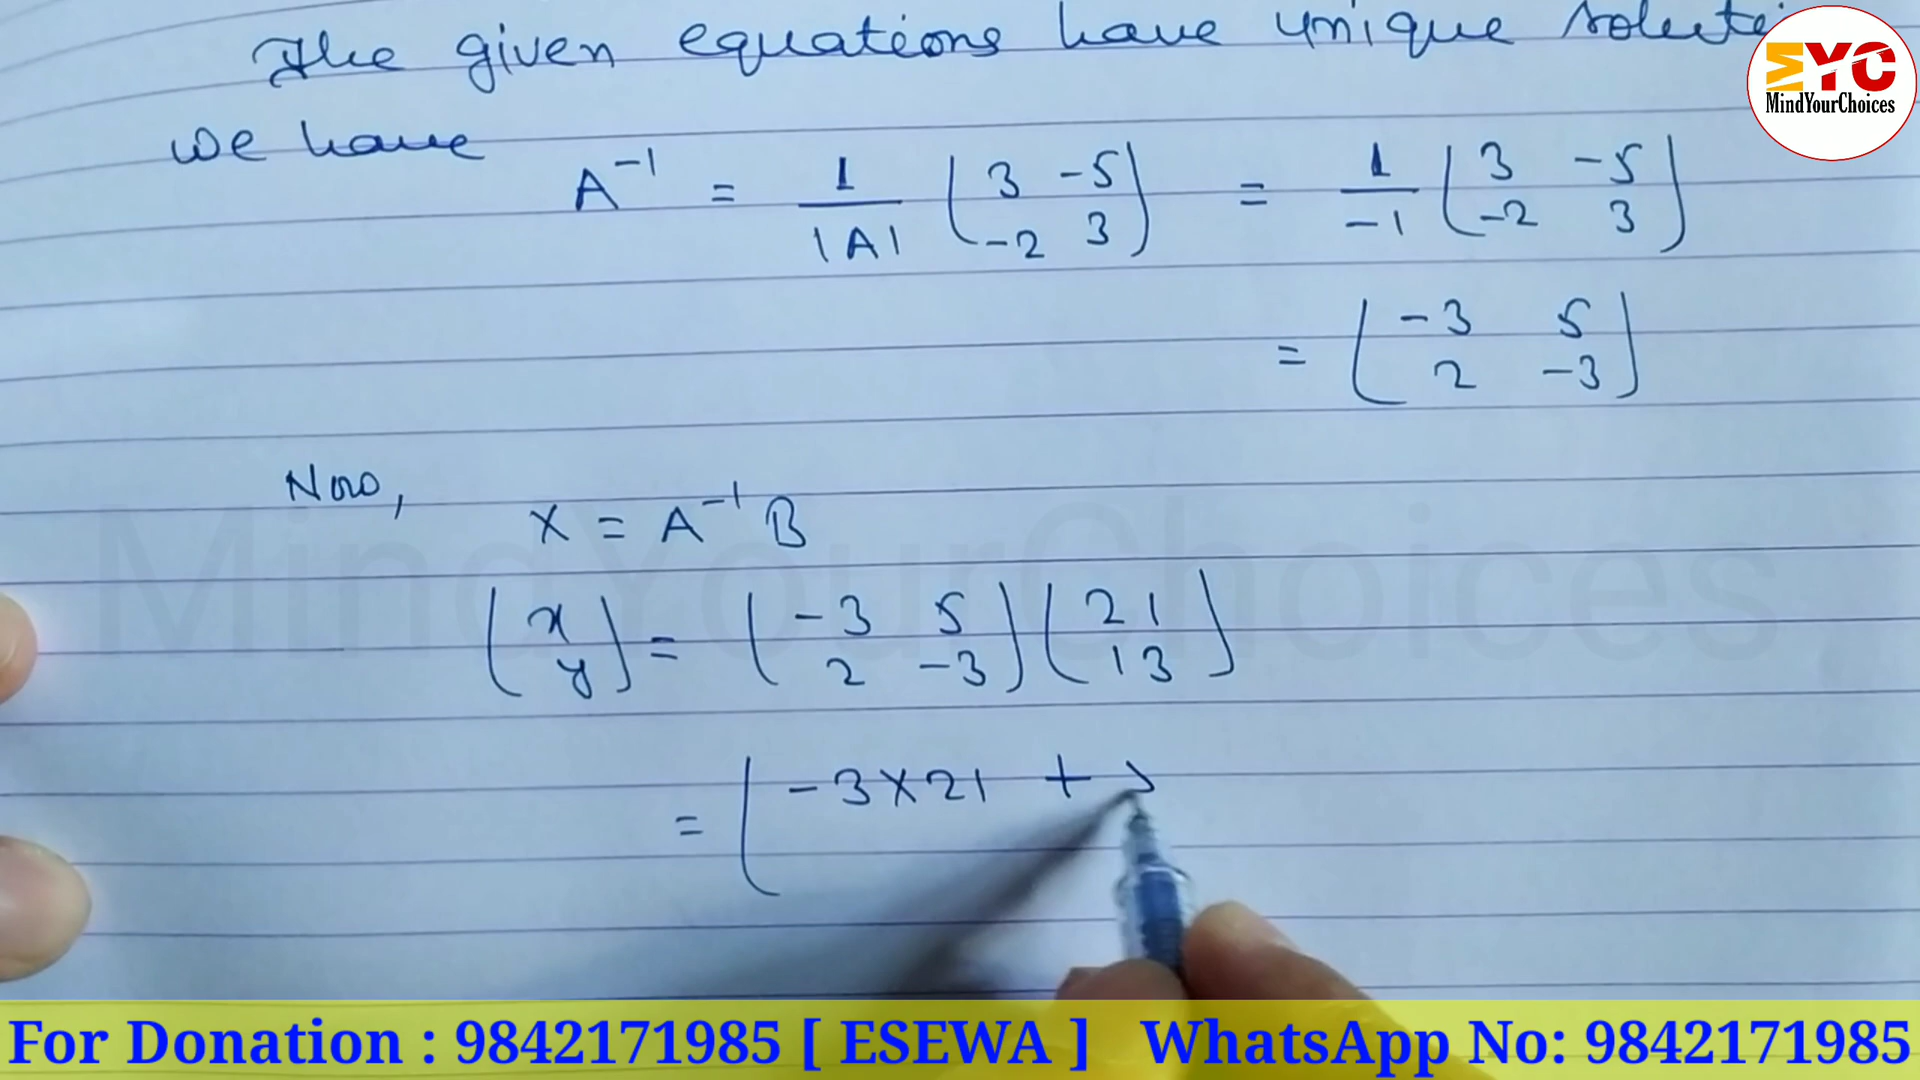 The given equations have unique soluti
MYC
MindYourChoices
we have A⁻¹ = 1/|A| ( 3 -5 ; -2 3 ) = 1/-1 ( 3 -5 ; -2 3 )
= ( -3 5 ; 2 -3 )
Now,
X = A⁻¹ B
( x ; y ) = ( -3 5 ; 2 -3 ) ( 21 ; 13 )
= ( -3×21 +
MindYourChoices
For Donation : 9842171985 [ ESEWA ] WhatsApp No: 9842171985